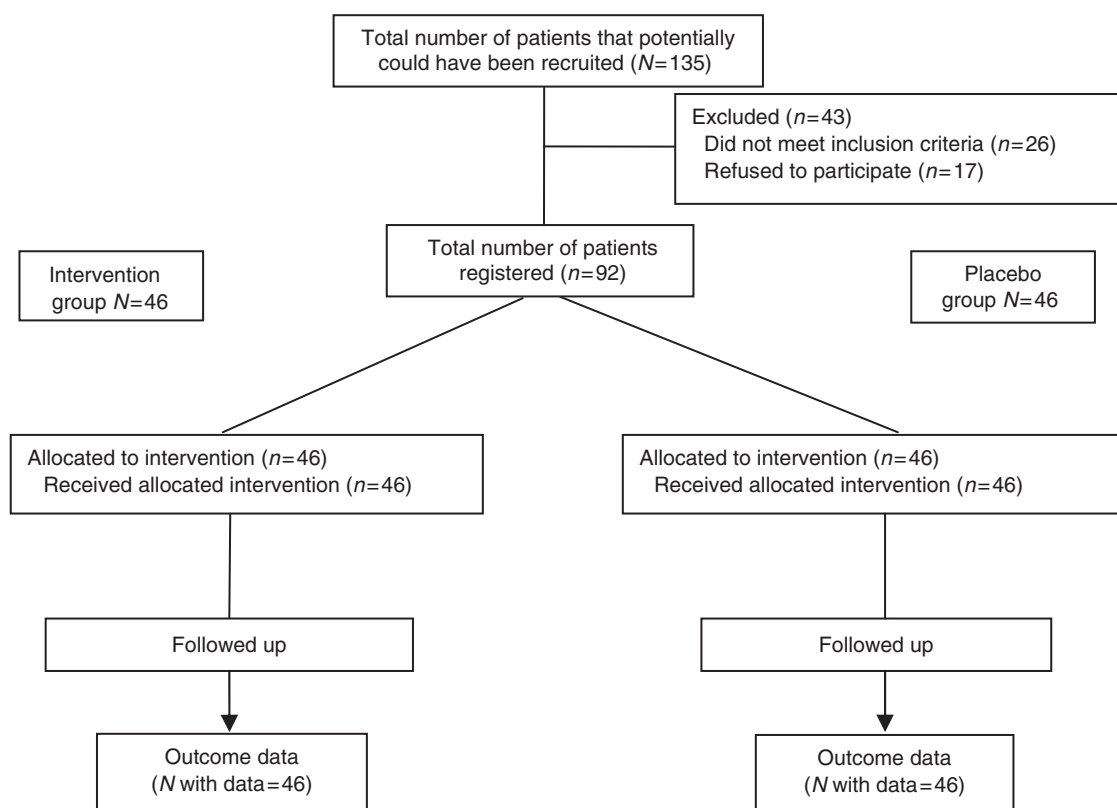 Total number of patients that potentially
could have been recruited (N=135)
Excluded (n=43)
Did not meet inclusion criteria (n=26)
Refused to participate (n=17)
Total number of patients
registered (n=92)
Intervention
group N=46
Placebo
group N=46
Allocated to intervention (n=46)
Received allocated intervention (n=46)
Allocated to intervention (n=46)
Received allocated intervention (n=46)
Followed up
Followed up
Outcome data
(N with data=46)
Outcome data
(N with data=46)